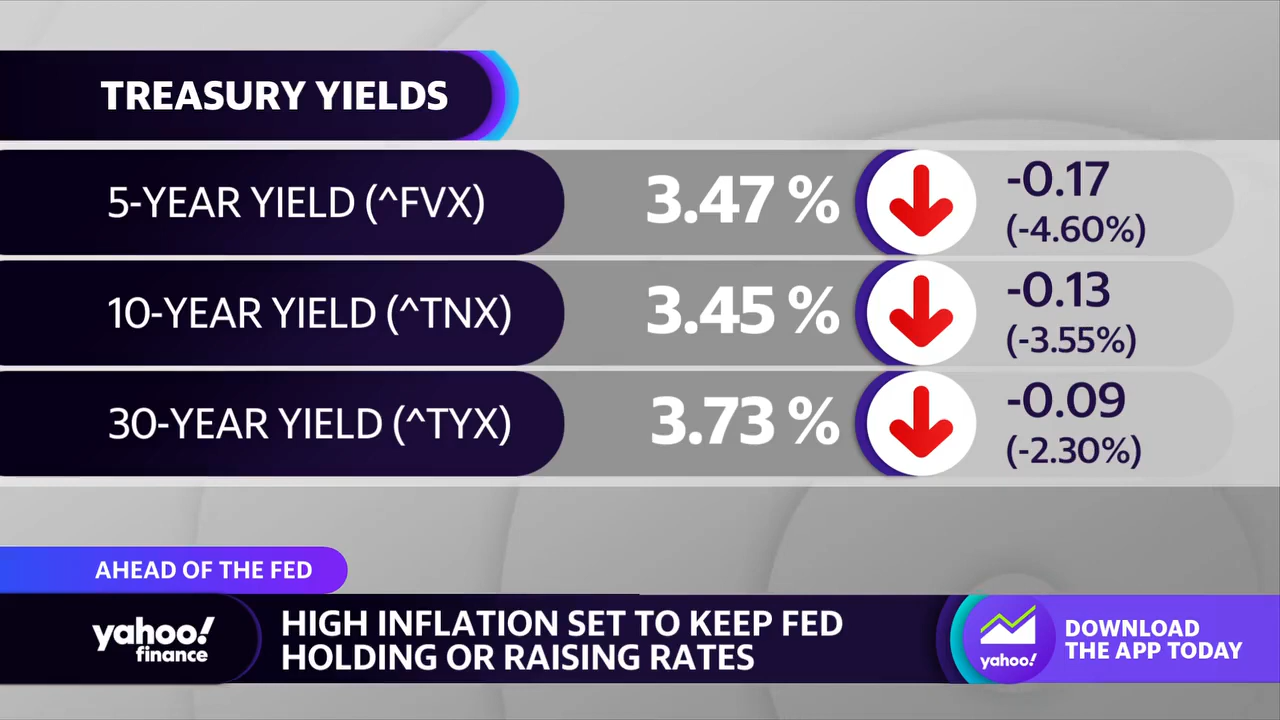 TREASURY YIELDS
5-YEAR YIELD (^FVX) 3.47 % -0.17
(-4.60%)
10-YEAR YIELD (^TNX) 3.45 % -0.13
(-3.55%)
30-YEAR YIELD (^TYX) 3.73 % -0.09
(-2.30%)
AHEAD OF THE FED
yahoo!
finance
HIGH INFLATION SET TO KEEP FED
HOLDING OR RAISING RATES
yahoo!
DOWNLOAD
THE APP TODAY